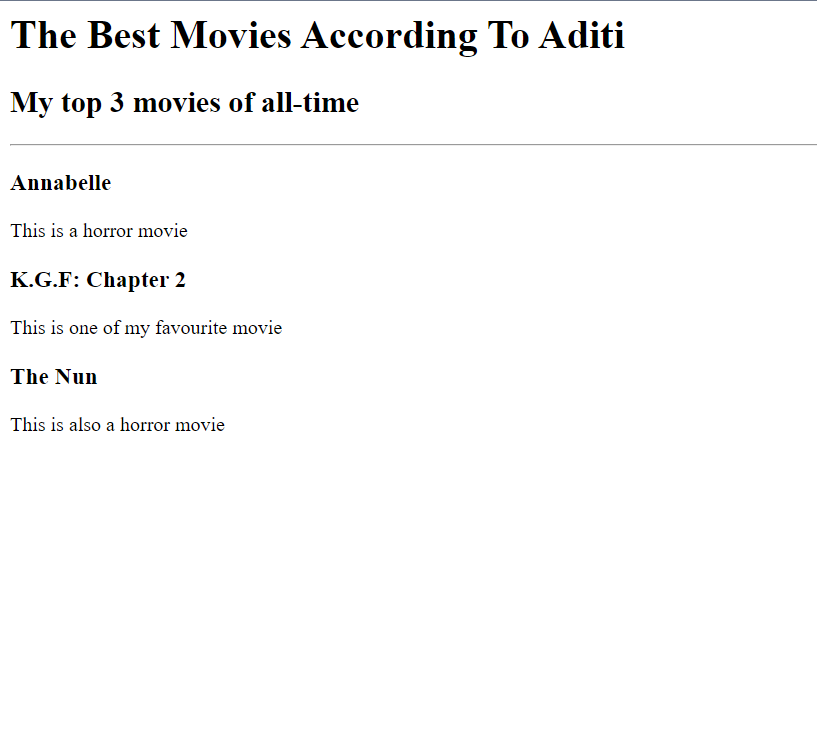 The Best Movies According To Aditi
My top 3 movies of all-time
Annabelle
This is a horror movie
K.G.F: Chapter 2
This is one of my favourite movie
The Nun
This is also a horror movie